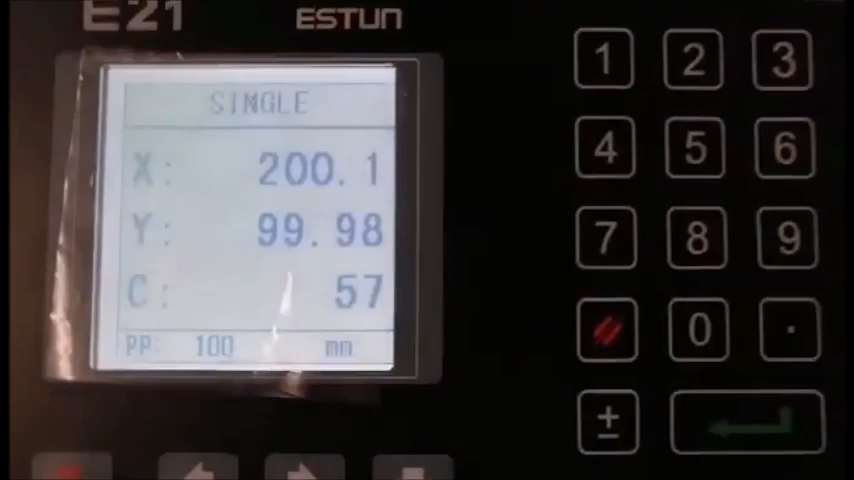 E21 ESTUN
SINGLE
X: 200.1
Y: 99.98
C: 57
PP: 100 mm
1 2 3
4 5 6
7 8 9
0 .
±